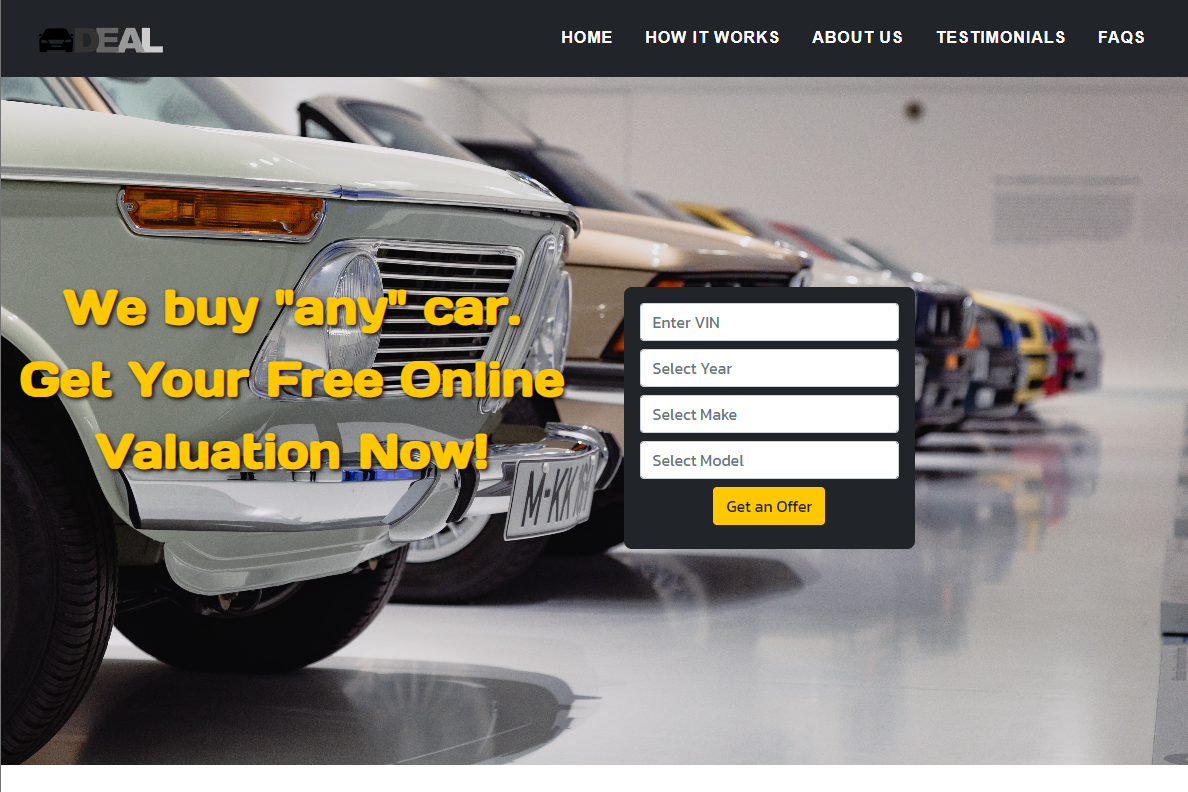 DEAL
HOME
HOW IT WORKS
ABOUT US
TESTIMONIALS
FAQS
We buy "any" car.
Get Your Free Online
Valuation Now!
Enter VIN
Select Year
Select Make
Select Model
Get an Offer